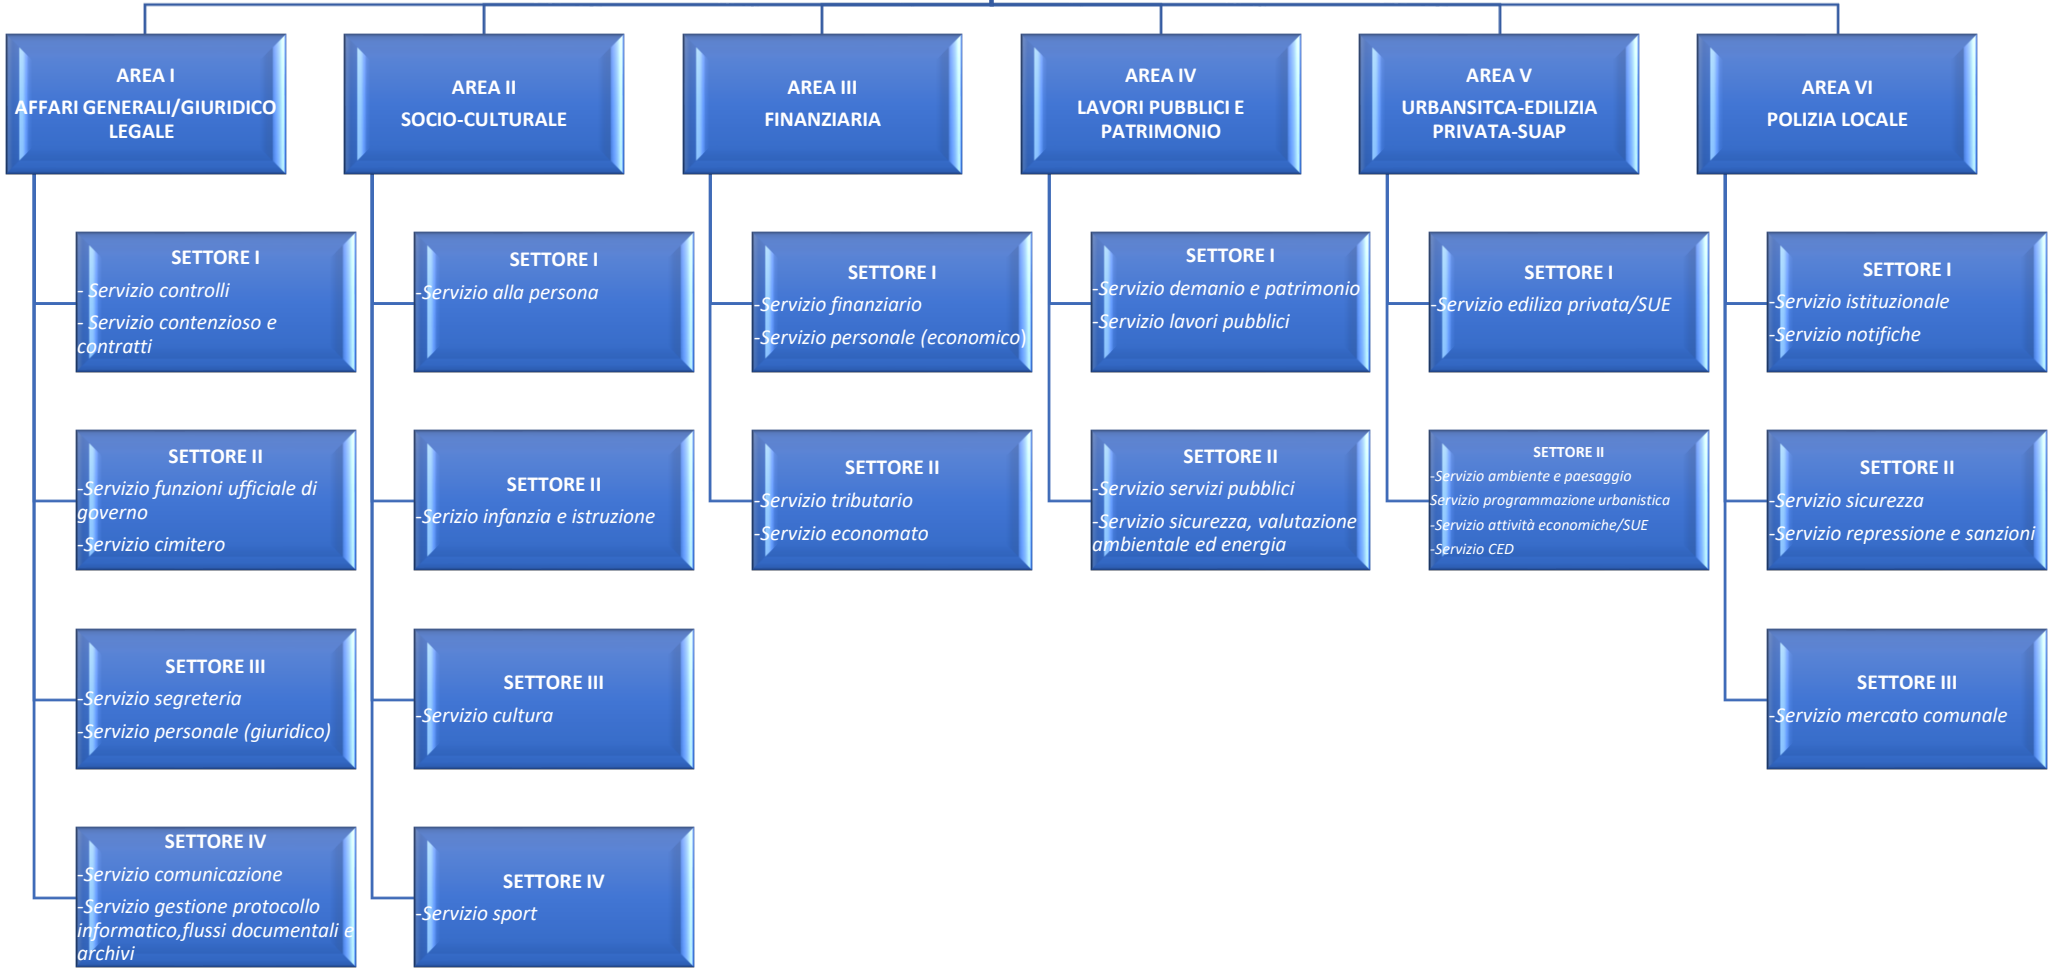 AREA I
AFFARI GENERALI/GIURIDICO
LEGALE
AREA II
SOCIO-CULTURALE
AREA III
FINANZIARIA
AREA IV
LAVORI PUBBLICI E
PATRIMONIO
AREA V
URBANSITCA-EDILIZIA
PRIVATA-SUAP
AREA VI
POLIZIA LOCALE
SETTORE I
- Servizio controlli
- Servizio contenzioso e
contratti
SETTORE I
-Servizio alla persona
SETTORE I
-Servizio finanziario
-Servizio personale (economico)
SETTORE I
-Servizio demanio e patrimonio
-Servizio lavori pubblici
SETTORE I
-Servizio ediliza privata/SUE
SETTORE I
-Servizio istituzionale
-Servizio notifiche
SETTORE II
-Servizio funzioni ufficiale di
governo
-Servizio cimitero
SETTORE II
-Serizio infanzia e istruzione
SETTORE II
-Servizio tributario
-Servizio economato
SETTORE II
-Servizio servizi pubblici
-Servizio sicurezza, valutazione
ambientale ed energia
SETTORE II
-Servizio ambiente e paesaggio
Servizio programmazione urbanistica
-Servizio attività economiche/SUE
-Servizio CED
SETTORE II
-Servizio sicurezza
-Servizio repressione e sanzioni
SETTORE III
-Servizio segreteria
-Servizio personale (giuridico)
SETTORE III
-Servizio cultura
SETTORE III
-Servizio mercato comunale
SETTORE IV
-Servizio comunicazione
-Servizio gestione protocollo
informatico,flussi documentali e
archivi
SETTORE IV
-Servizio sport